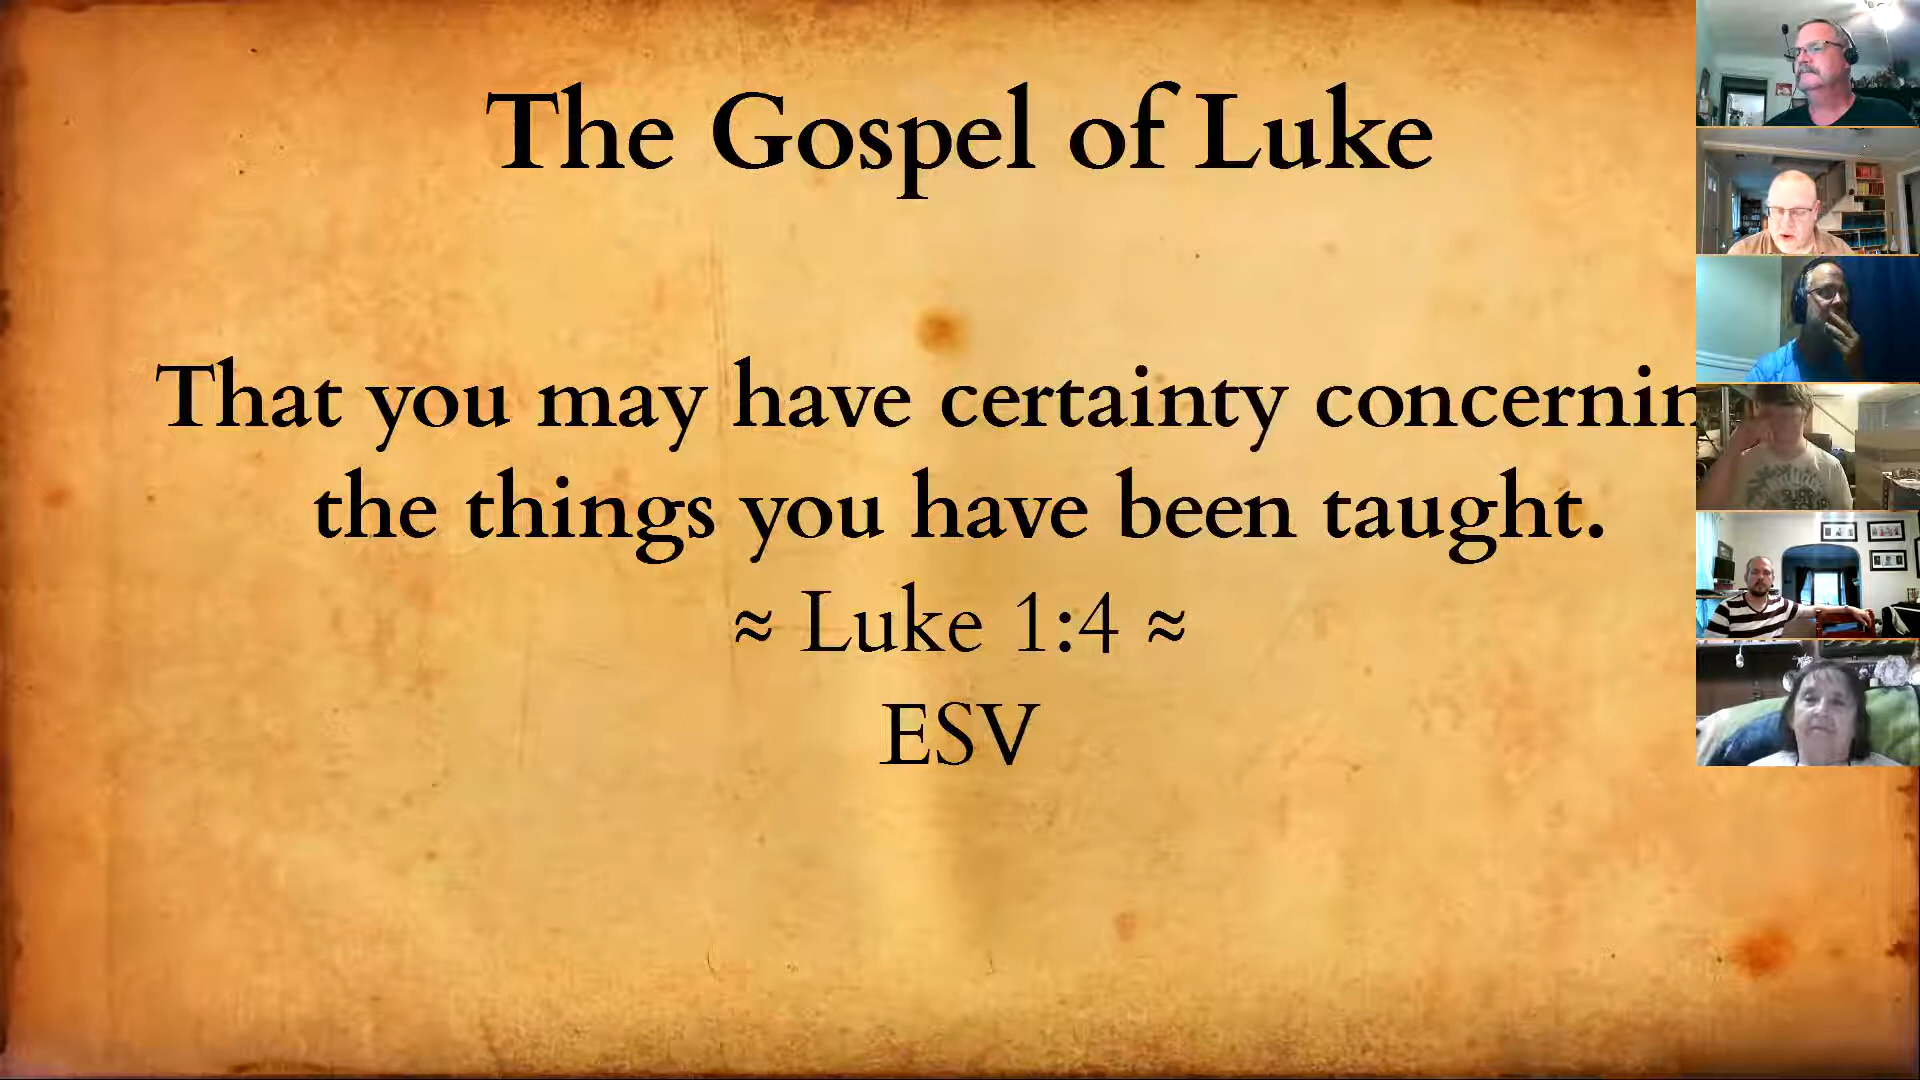 The Gospel of Luke
That you may have certainty concernin
the things you have been taught.
≈ Luke 1:4 ≈
ESV